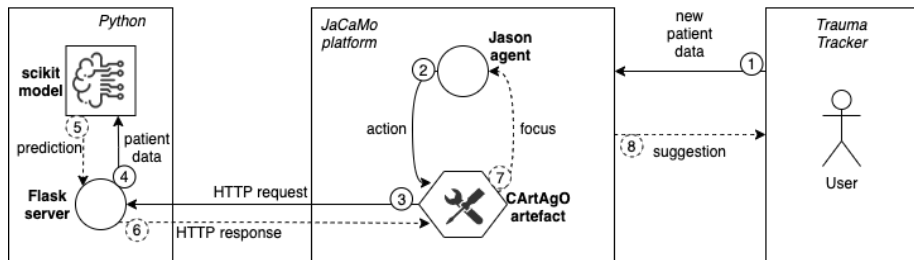 Python
scikit
model
5
prediction
patient
data
4
Flask
server
6
HTTP request
HTTP response
JaCaMo
platform
Jason
agent
2
action
focus
7
3
CArtAgO
artefact
new
patient
data
1
8
suggestion
Trauma
Tracker
User